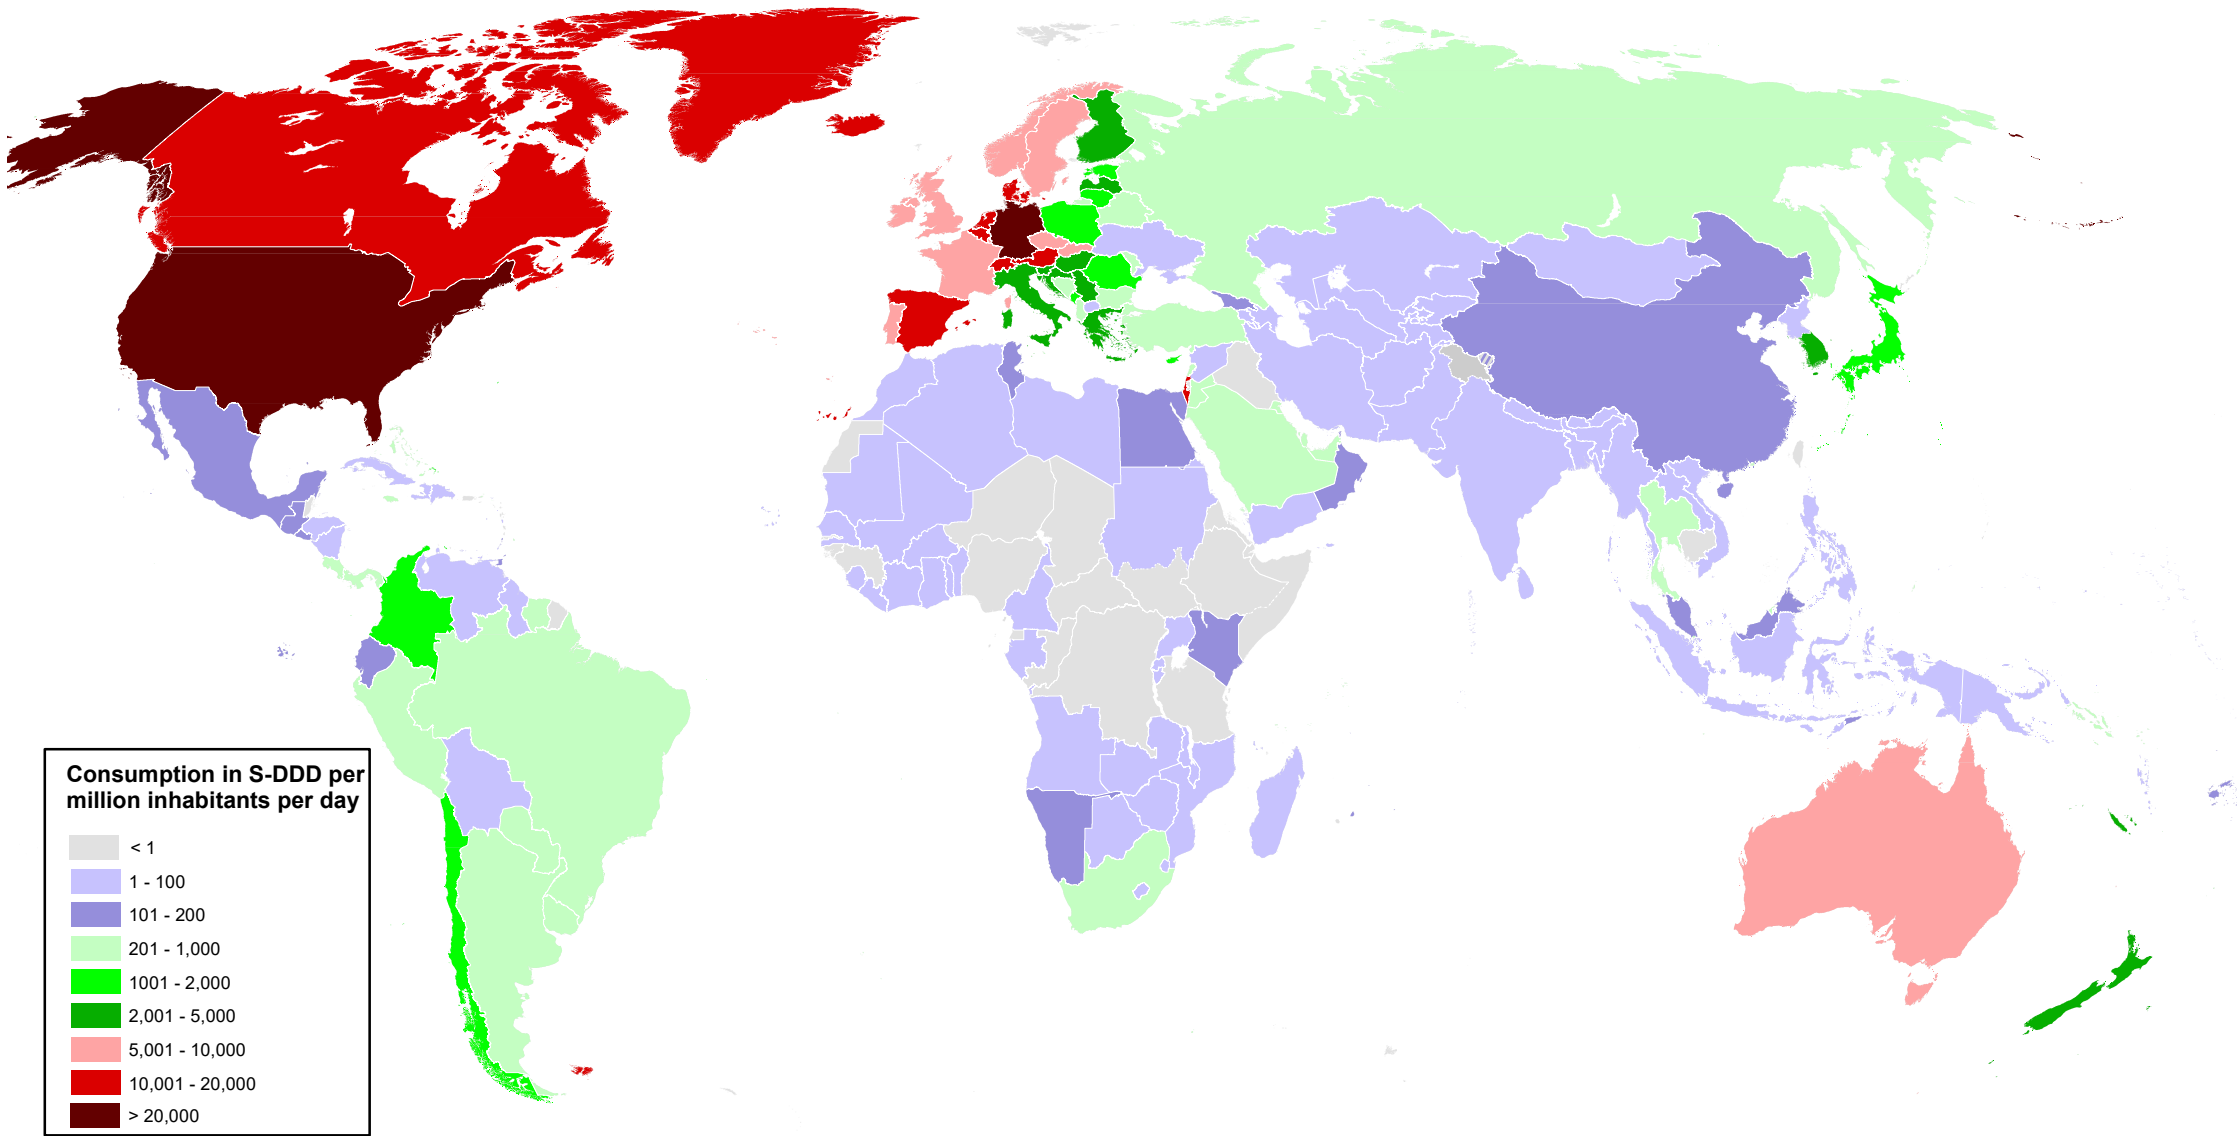 Consumption in S-DDD per
million inhabitants per day
< 1
1 - 100
101 - 200
201 - 1,000
1001 - 2,000
2,001 - 5,000
5,001 - 10,000
10,001 - 20,000
> 20,000